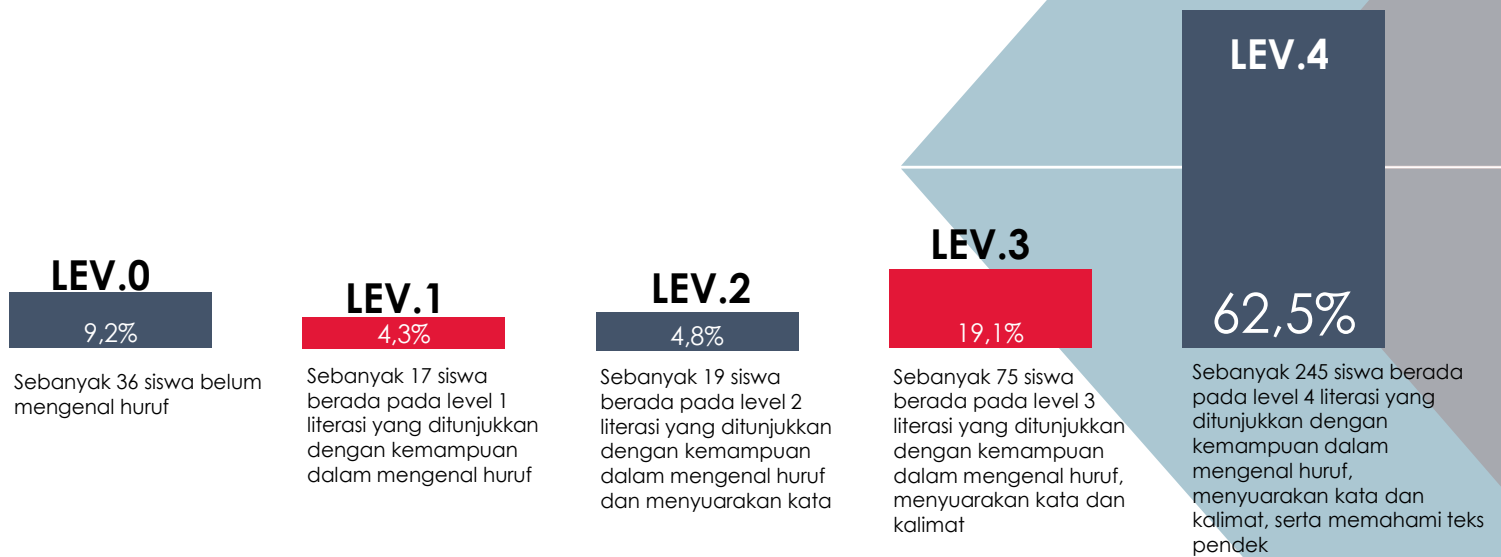 LEV.0
9,2%
Sebanyak 36 siswa belum
mengenal huruf
LEV.1
4,3%
Sebanyak 17 siswa
berada pada level 1
literasi yang ditunjukkan
dengan kemampuan
dalam mengenal huruf
LEV.2
4,8%
Sebanyak 19 siswa
berada pada level 2
literasi yang ditunjukkan
dengan kemampuan
dalam mengenal huruf
dan menyuarakan kata
LEV.3
19,1%
Sebanyak 75 siswa
berada pada level 3
literasi yang ditunjukkan
dengan kemampuan
dalam mengenal huruf,
menyuarakan kata dan
kalimat
LEV.4
62,5%
Sebanyak 245 siswa berada
pada level 4 literasi yang
ditunjukkan dengan
kemampuan dalam
mengenal huruf,
menyuarakan kata dan
kalimat, serta memahami teks
pendek